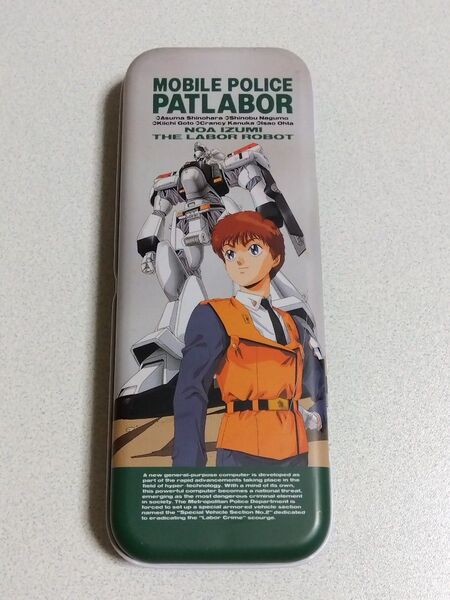 MOBILE POLICE
PATLABOR
◎Asuma Shinohara ◎Shinobu Nagumo
◎Kiichi Goto ◎Crancy Kanuka ◎Isao Ohta
NOA IZUMI
THE LABOR ROBOT
A new general-purpose computer is developed as
part of the rapid advancements taking place in the
field of hyper-technology. With a mind of its own,
this powerful computer becomes a national threat,
emerging as the most dangerous criminal element
in society. The Metropolitan Police Department is
forced to set up a special armored vehicle section
named the "Special Vehicle Section No.2" dedicated
to eradicating the "Labor Crime" scourge.